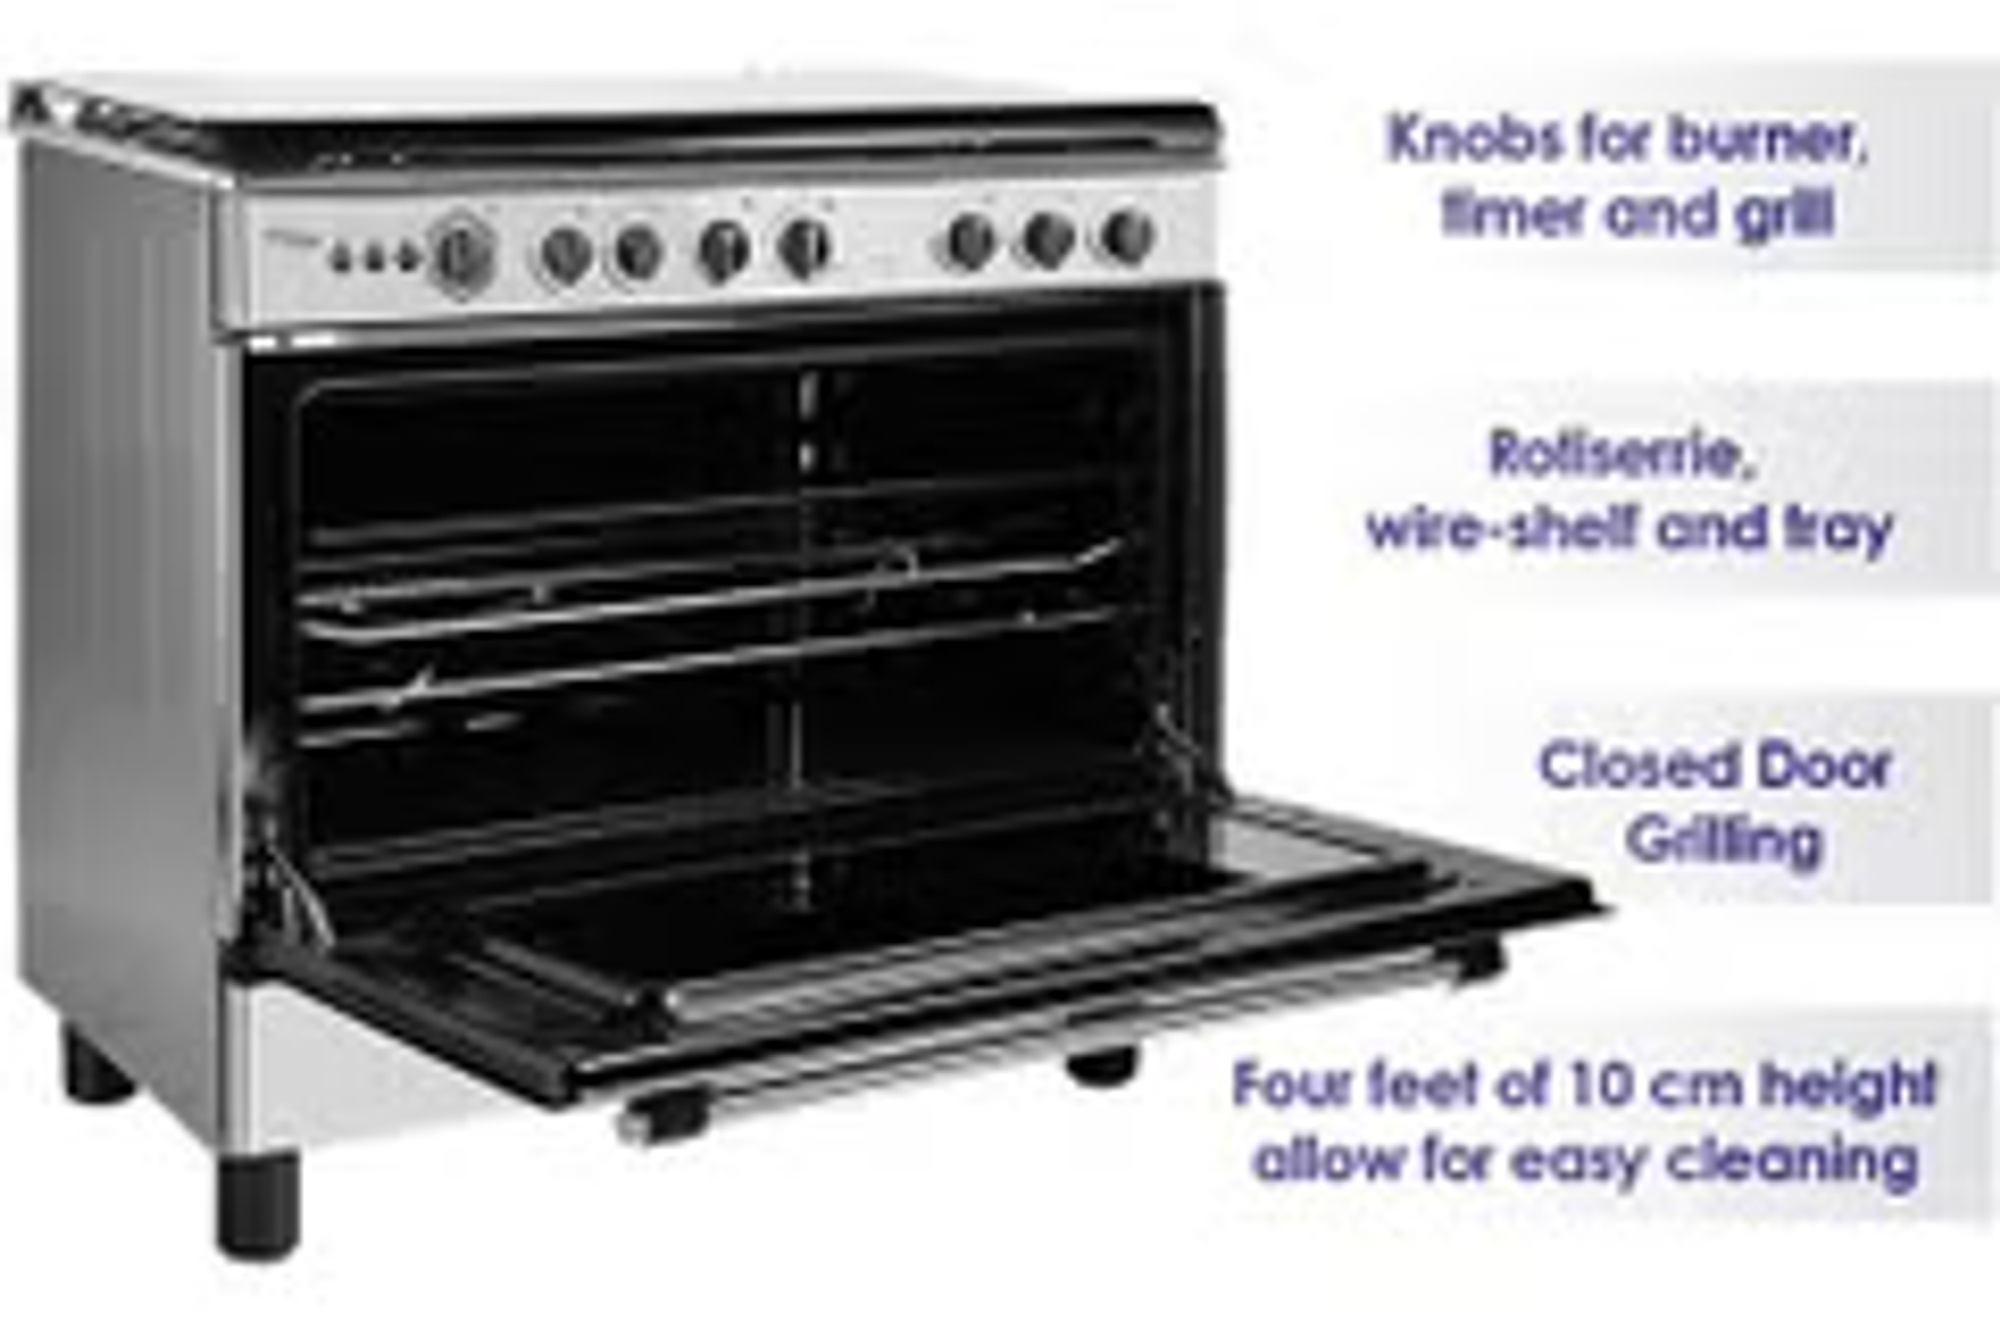 Knobs for burner,
timer and grill
Rotiserrie,
wire-shelf and tray
Closed Door
Grilling
Four feet of 10 cm height
allow for easy cleaning